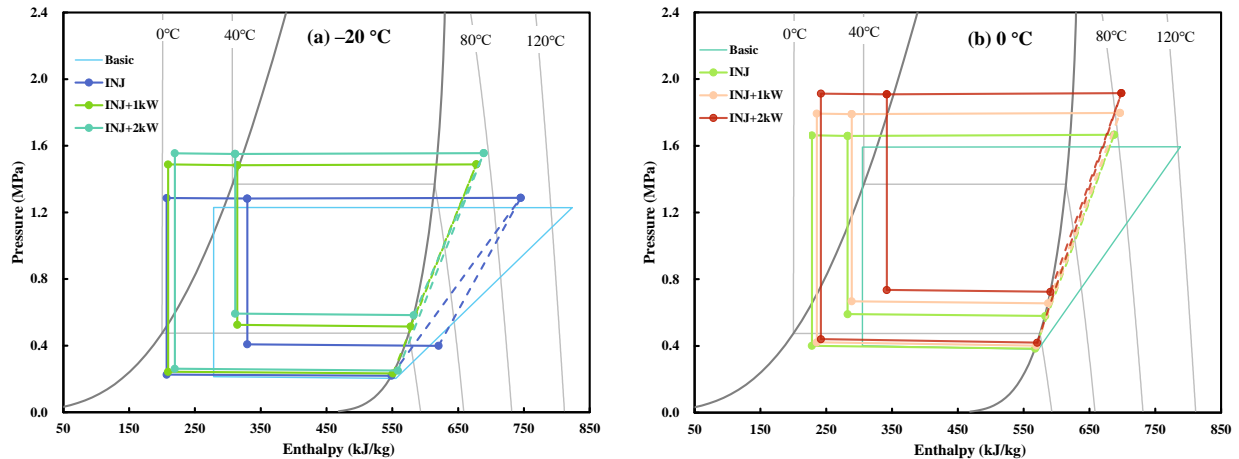 2.4
2.0
1.6
1.2
0.8
0.4
0.0
Pressure (MPa)
50
150
250
350
450
550
650
750
850
Enthalpy (kJ/kg)
(a) –20 °C
0°C
40°C
80°C
120°C
Basic
INJ
INJ+1kW
INJ+2kW
2.4
2.0
1.6
1.2
0.8
0.4
0.0
Pressure (MPa)
50
150
250
350
450
550
650
750
850
Enthalpy (kJ/kg)
(b) 0 °C
0°C
40°C
80°C
120°C
Basic
INJ
INJ+1kW
INJ+2kW